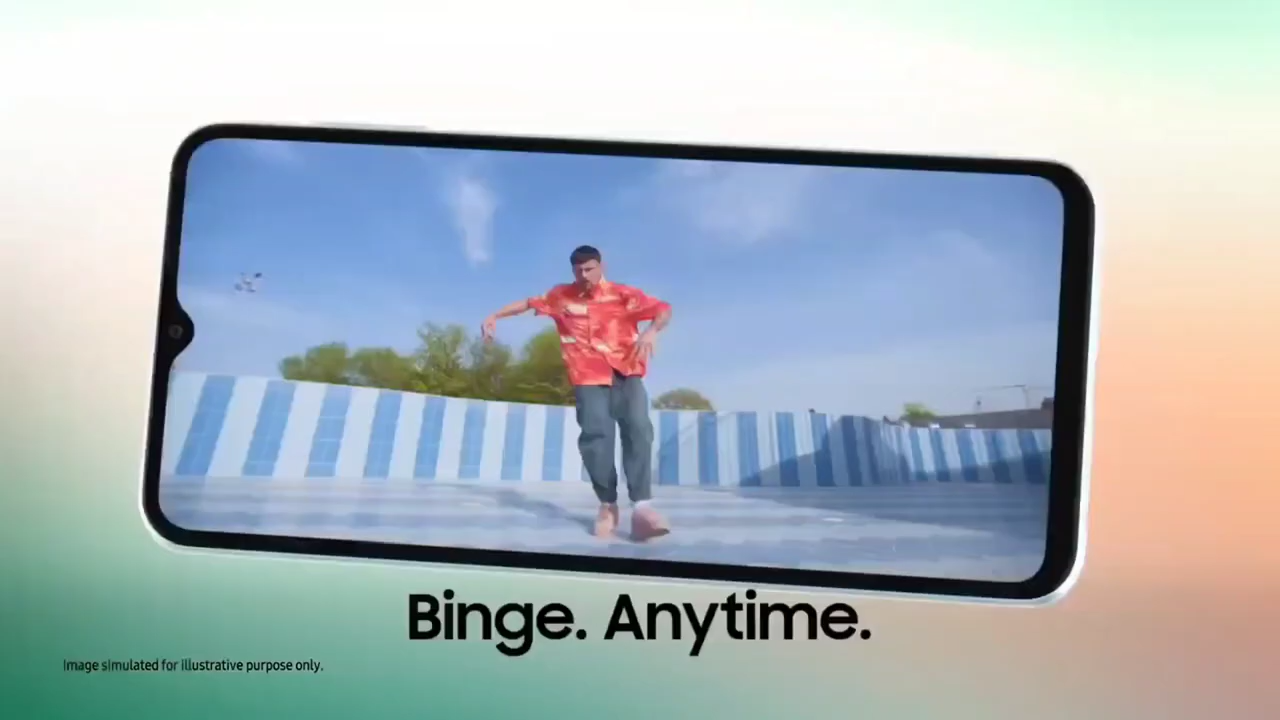 Binge. Anytime.
Image simulated for illustrative purpose only.